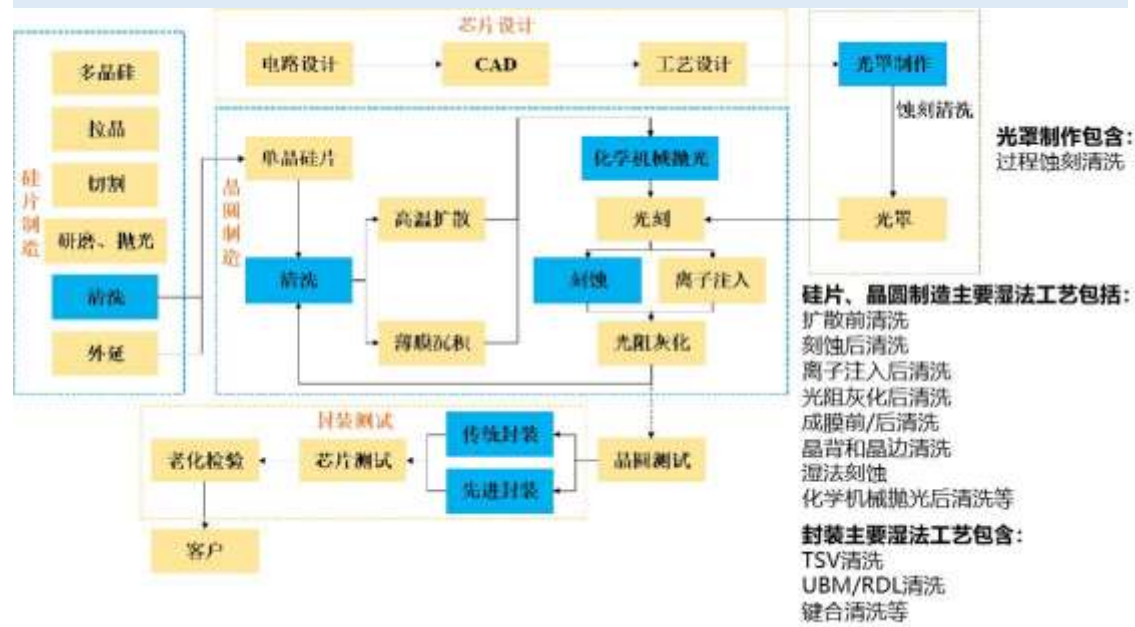 芯片设计
电路设计
CAD
工艺设计
光罩制作
蚀刻清洗
光罩
光罩制作包含：
过程蚀刻清洗
硅片制造
多晶硅
拉晶
切割
研磨、抛光
清洗
外延
晶圆制造
单晶硅片
清洗
高温扩散
薄膜沉积
化学机械抛光
光刻
刻蚀
离子注入
光阻灰化
硅片、晶圆制造主要湿法工艺包括：
扩散前清洗
刻蚀后清洗
离子注入后清洗
光阻灰化后清洗
成膜前/后清洗
晶背和晶边清洗
湿法刻蚀
化学机械抛光后清洗等
封装测试
老化检验
芯片测试
传统封装
先进封装
晶圆测试
客户
封装主要湿法工艺包含：
TSV清洗
UBM/RDL清洗
键合清洗等